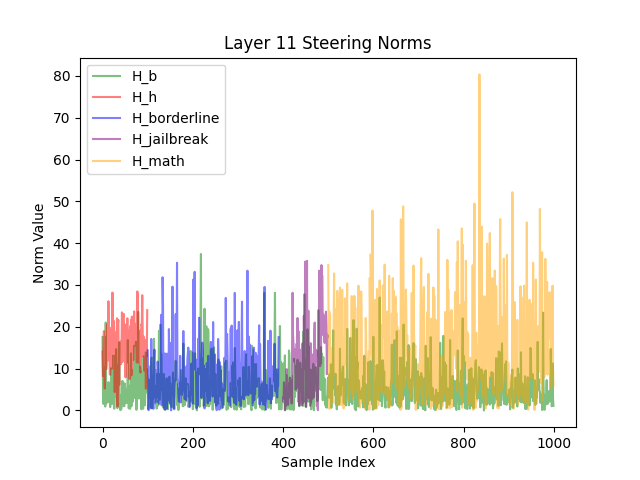 Layer 11 Steering Norms
H_b
H_h
H_borderline
H_jailbreak
H_math
Norm Value
80
70
60
50
40
30
20
10
0
0
200
400
600
800
1000
Sample Index